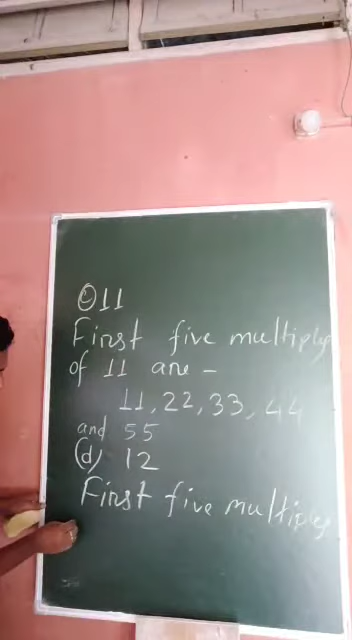 (c) 11
First five multiples
of 11 are -
11, 22, 33, 44
and 55
(d) 12
First five multiples